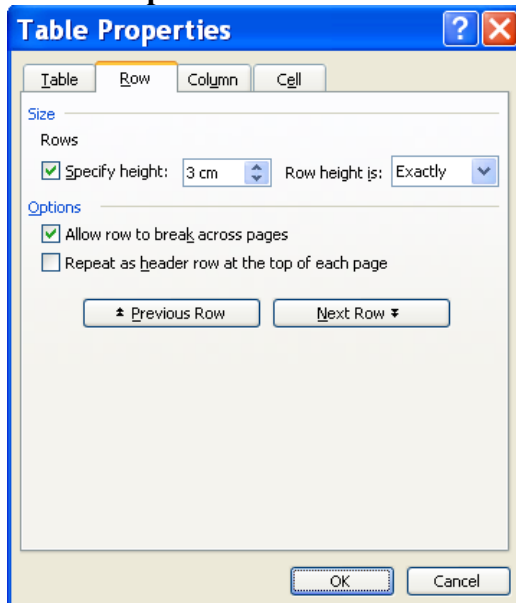 Table Properties
Table Row Column Cell
Size
Rows
Specify height: 3 cm Row height is: Exactly
Options
Allow row to break across pages
Repeat as header row at the top of each page
Previous Row Next Row
OK Cancel